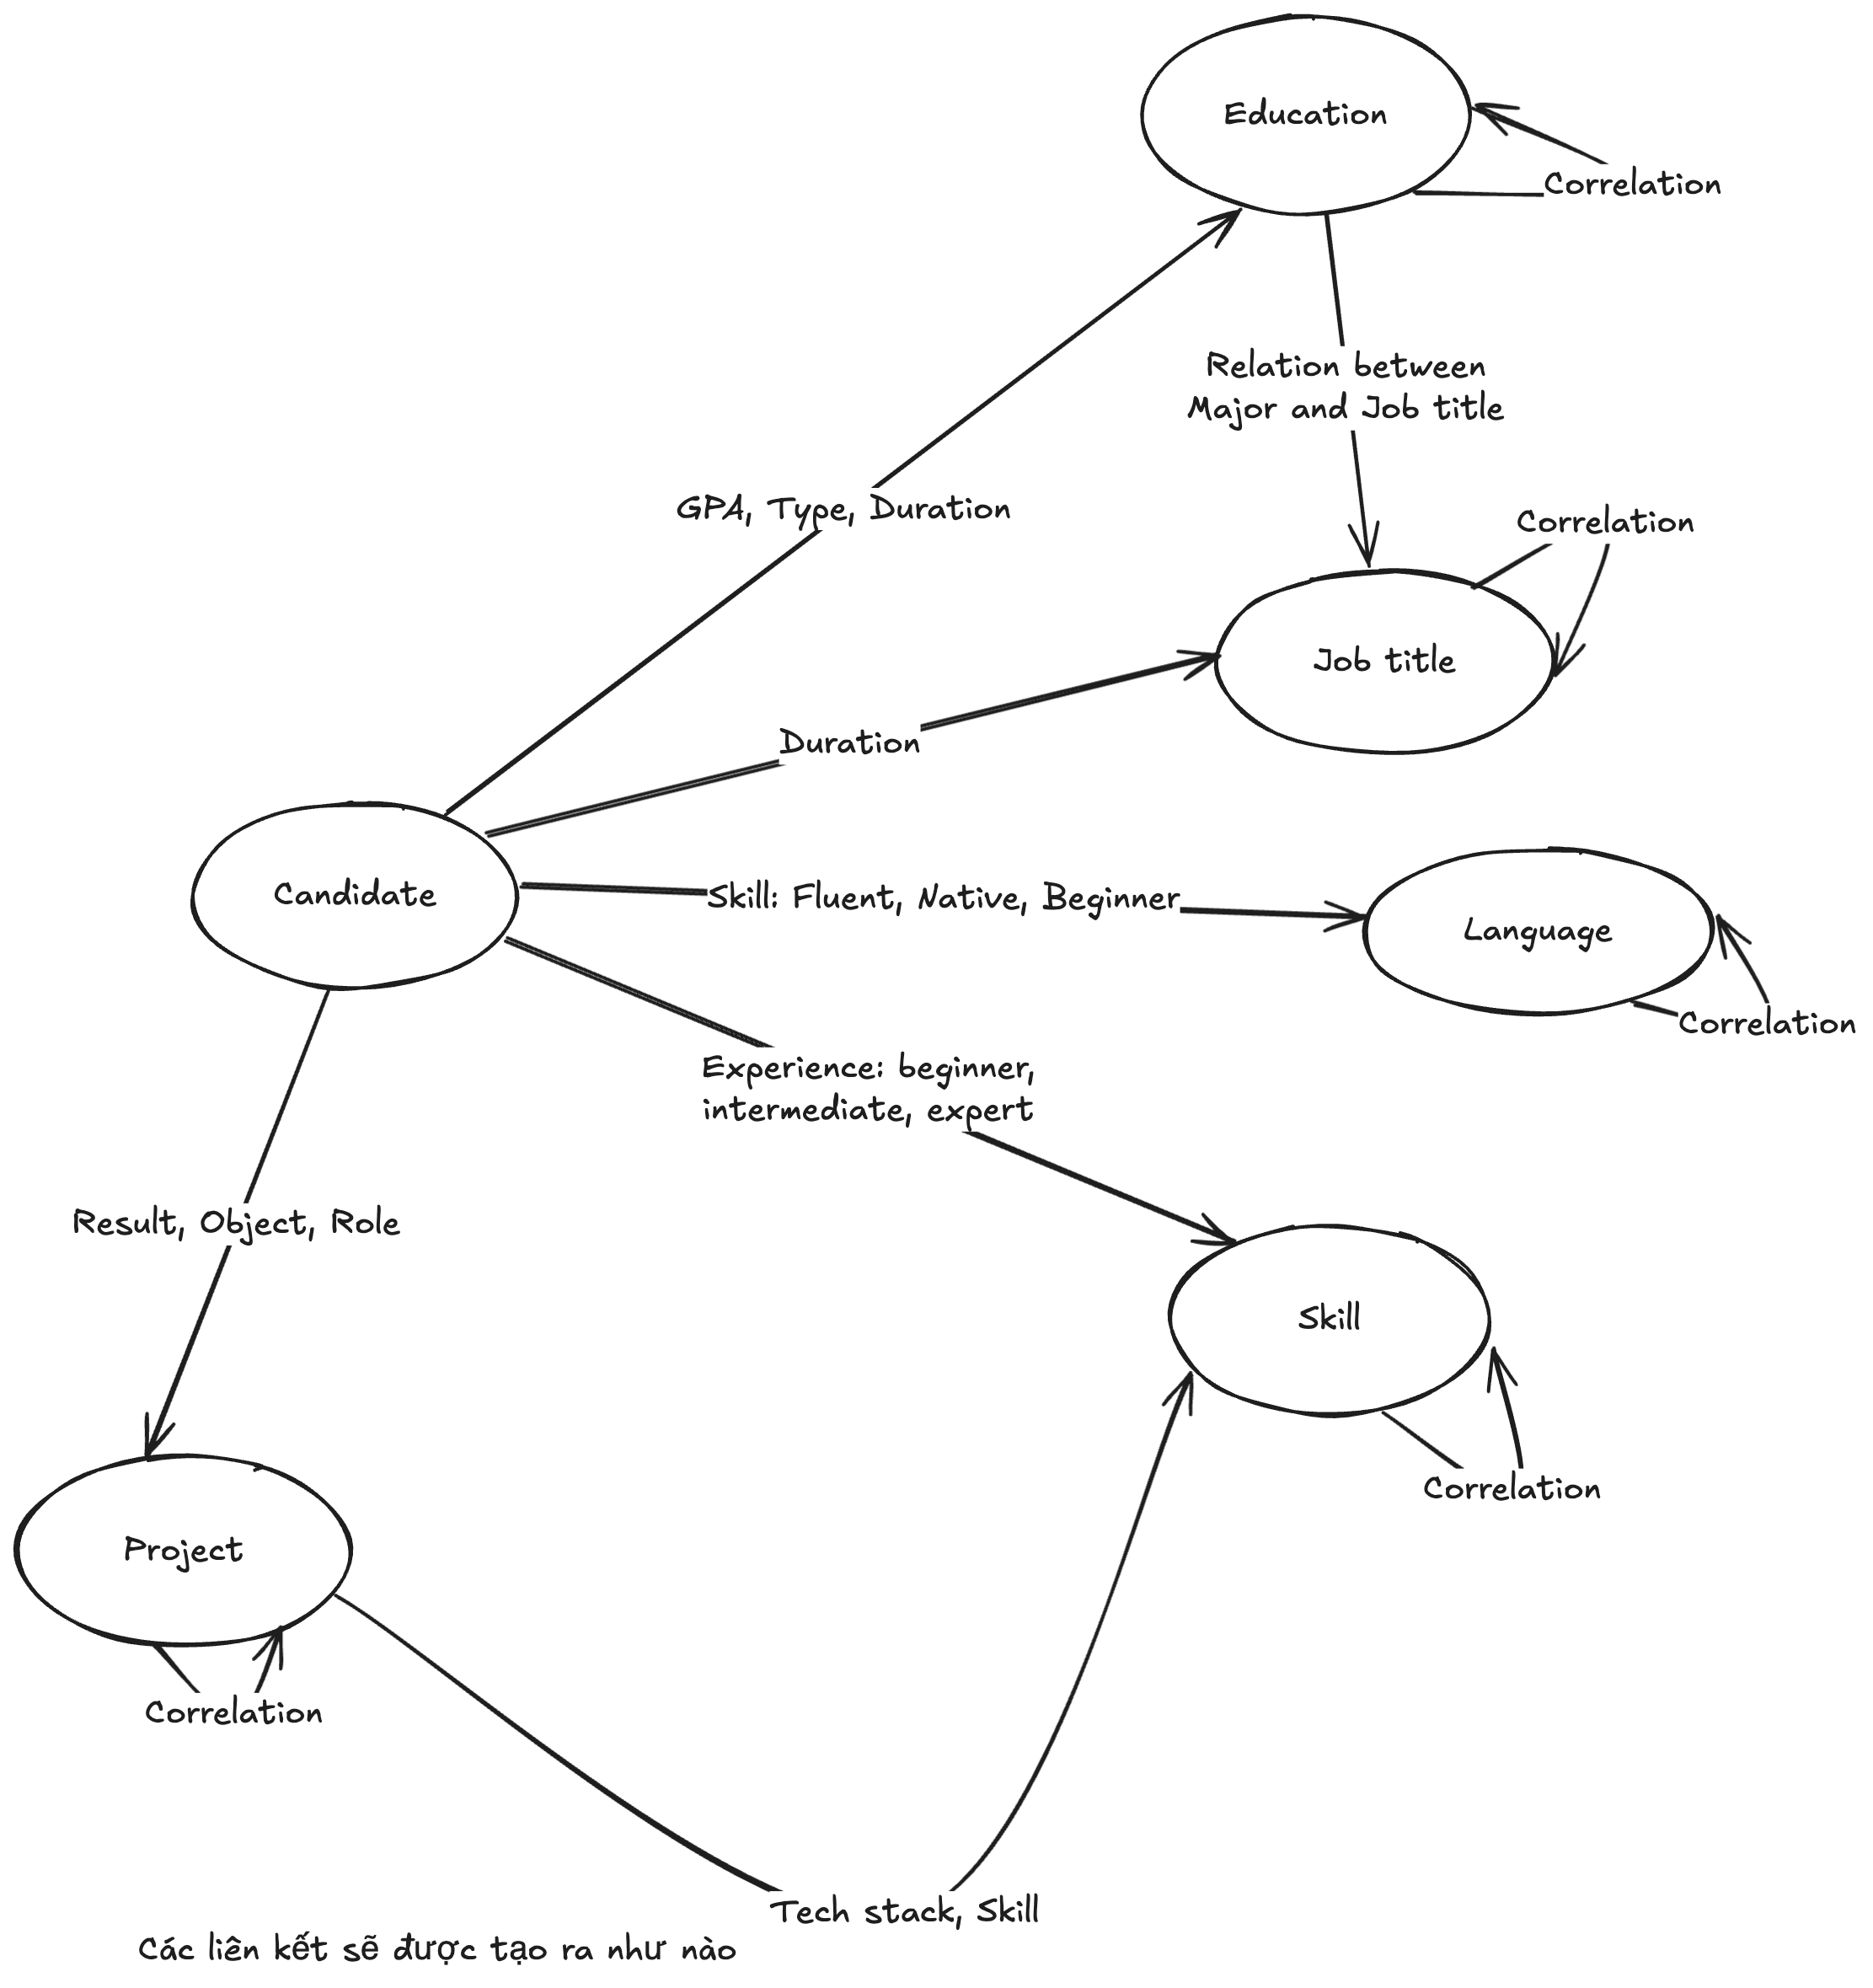 Education
Correlation
Relation between
Major and Job title
GPA, Type, Duration
Correlation
Job title
Duration
Candidate
Skill: Fluent, Native, Beginner
Language
Correlation
Experience: beginner,
intermediate, expert
Result, Object, Role
Skill
Correlation
Project
Correlation
Tech stack, Skill
Các liên kết sẽ được tạo ra như nào